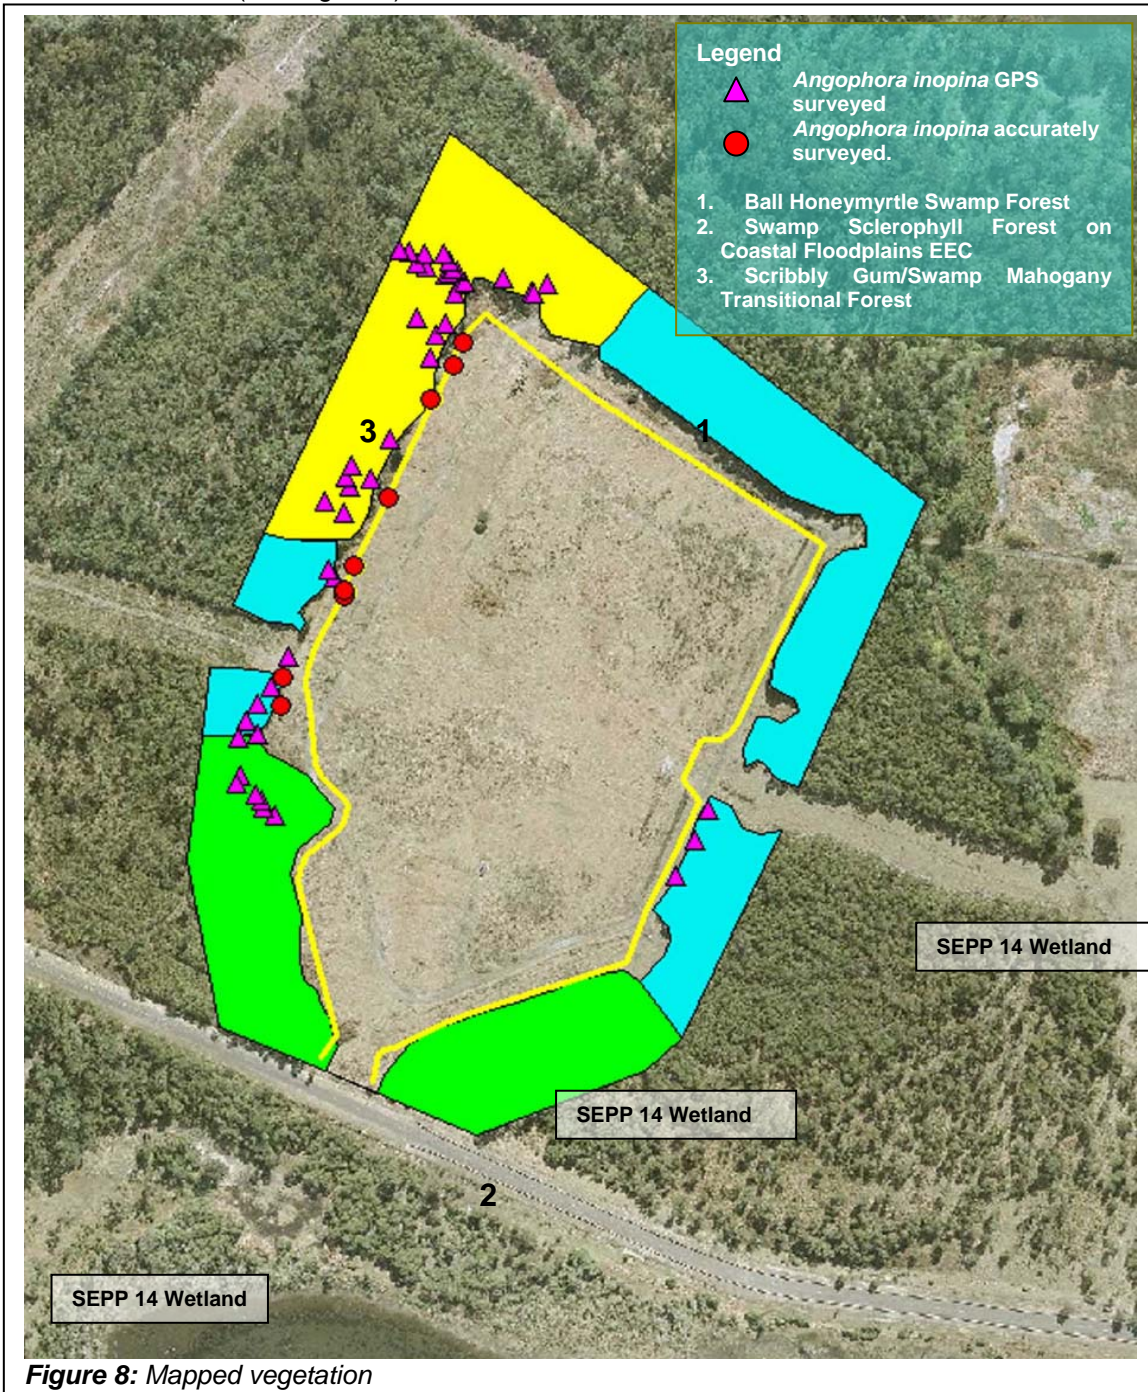 Legend
Angophora inopina GPS
surveyed
Angophora inopina accurately
surveyed.
1. Ball Honeymyrtle Swamp Forest
2. Swamp Sclerophyll Forest on
Coastal Floodplains EEC
3. Scribbly Gum/Swamp Mahogany
Transitional Forest
3
1
SEPP 14 Wetland
SEPP 14 Wetland
2
SEPP 14 Wetland
Figure 8: Mapped vegetation